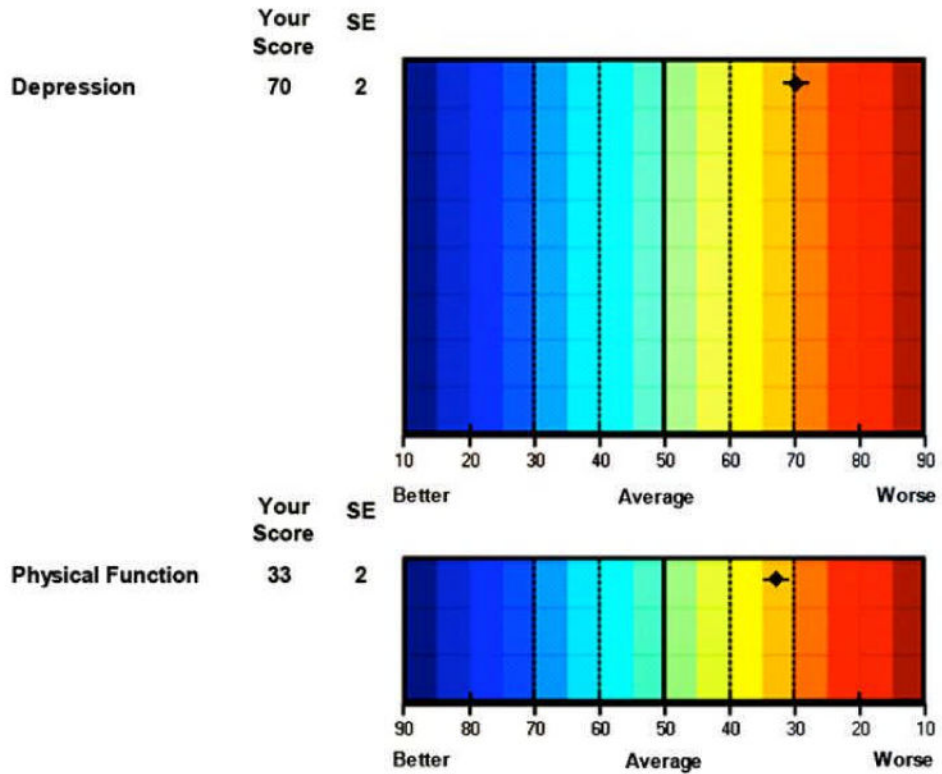 Your Score SE
Depression 70 2
10 20 30 40 50 60 70 80 90
Better Average Worse
Your Score SE
Physical Function 33 2
90 80 70 60 50 40 30 20 10
Better Average Worse